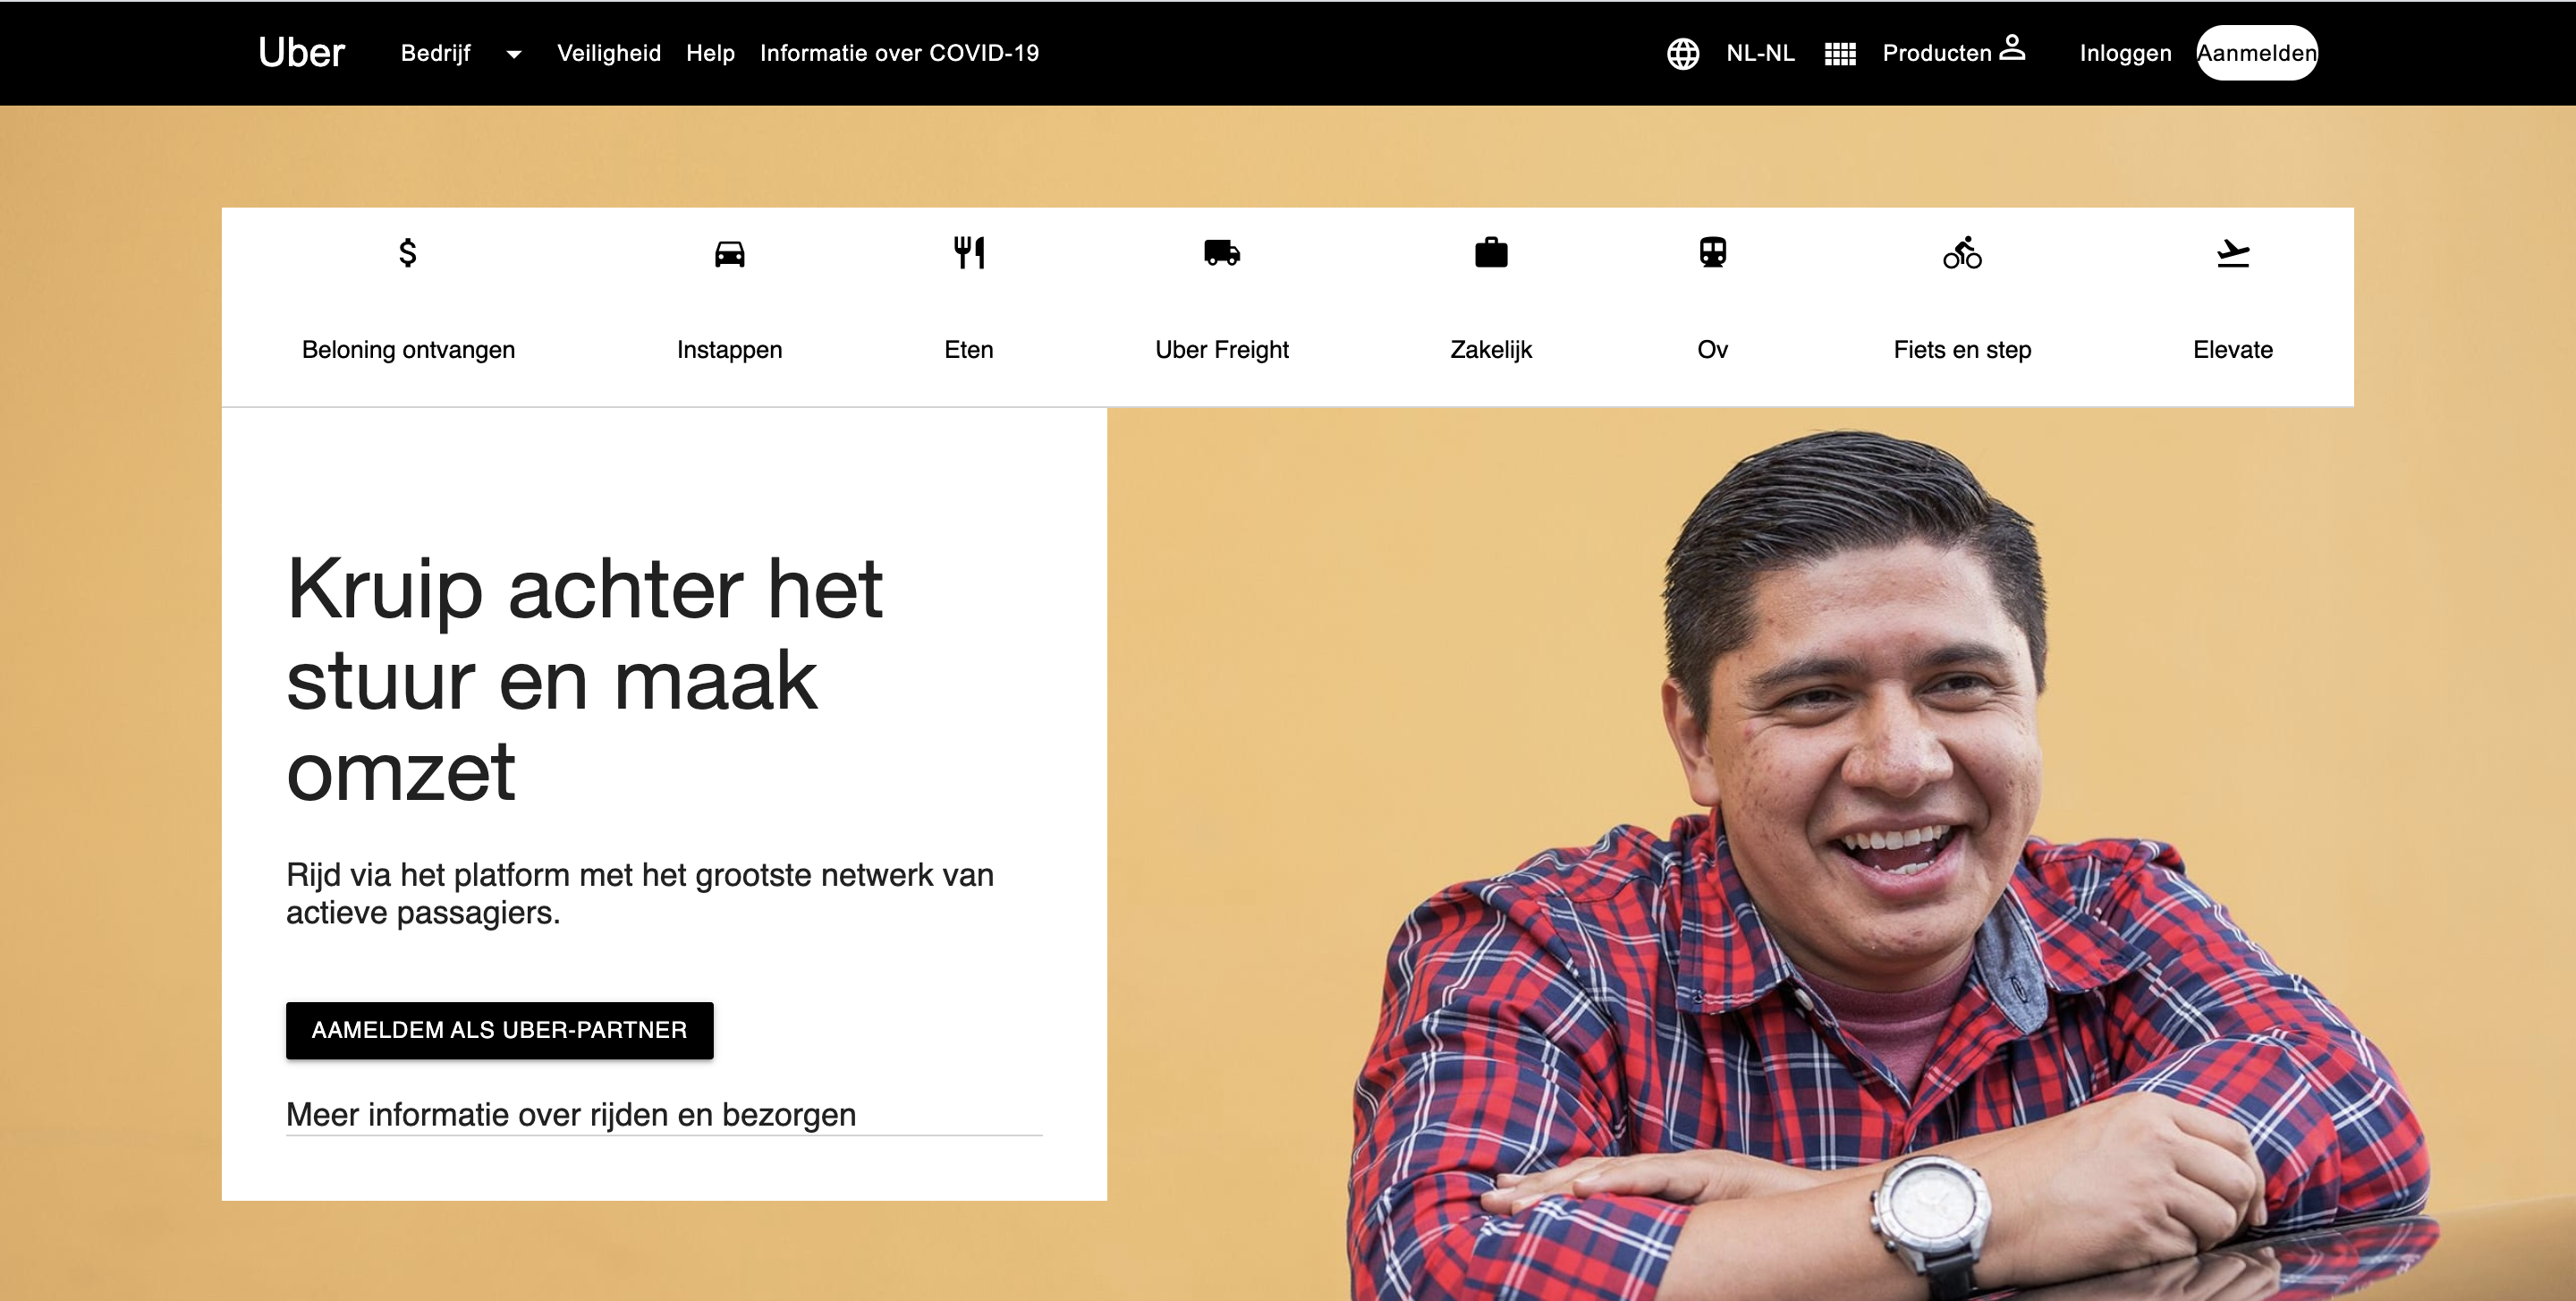 Uber Bedrijf Veiligheid Help Informatie over COVID-19 NL-NL Producten Inloggen Aanmelden
Beloning ontvangen Instappen Eten Uber Freight Zakelijk Ov Fiets en step Elevate
Kruip achter het
stuur en maak
omzet
Rijd via het platform met het grootste netwerk van
actieve passagiers.
AAMELDEM ALS UBER-PARTNER
Meer informatie over rijden en bezorgen